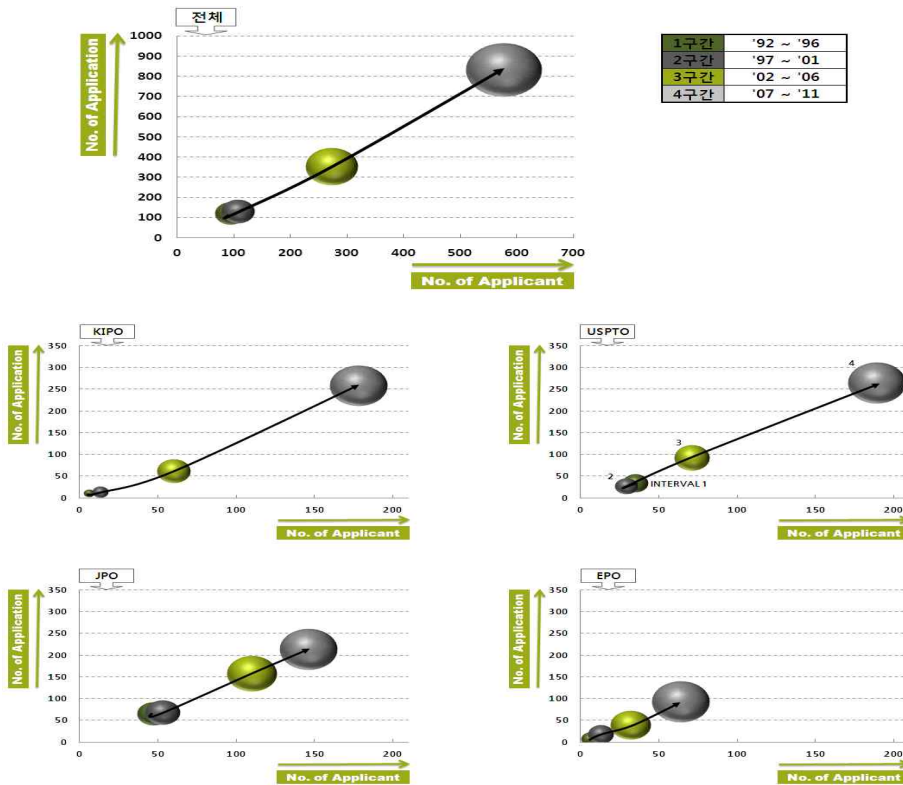 전체
1000
900
800
700
600
500
400
300
200
100
0
0 100 200 300 400 500 600 700
No. of Application
No. of Applicant
1구간 '92 ~ '96
2구간 '97 ~ '01
3구간 '02 ~ '06
4구간 '07 ~ '11
KIPO
350
300
250
200
150
100
50
0
0 50 100 150 200
No. of Application
No. of Applicant
USPTO
350
300
250
200
150
100
50
0
0 50 100 150 200
4
3
2
INTERVAL 1
No. of Application
No. of Applicant
JPO
350
300
250
200
150
100
50
0
0 50 100 150 200
No. of Application
No. of Applicant
EPO
350
300
250
200
150
100
50
0
0 50 100 150 200
No. of Application
No. of Applicant